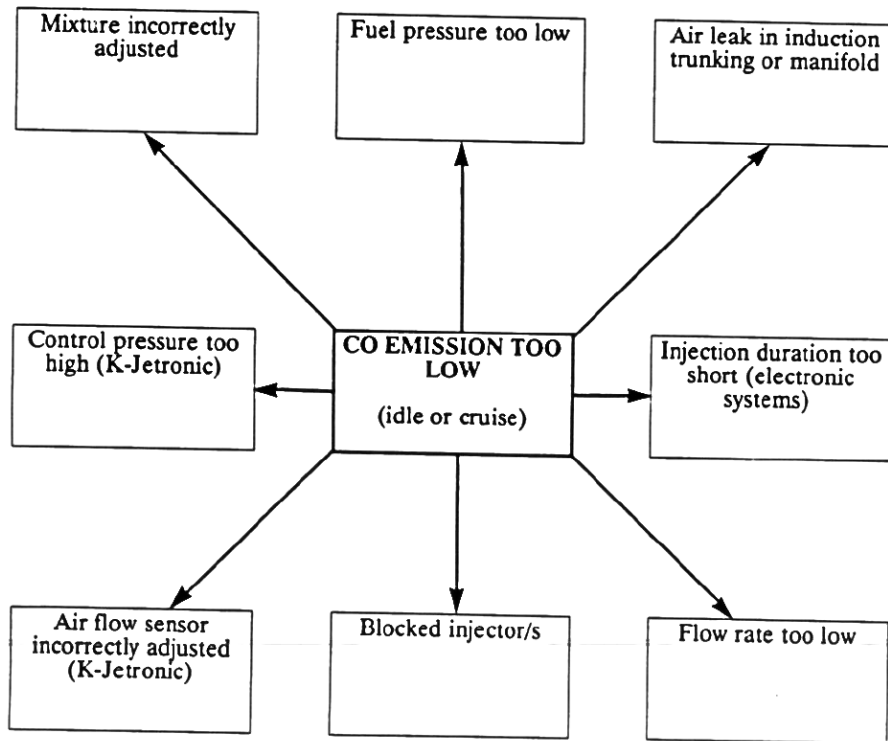 Mixture incorrectly
adjusted
Fuel pressure too low
Air leak in induction
trunking or manifold
Control pressure too
high (K-Jetronic)
CO EMISSION TOO
LOW
(idle or cruise)
Injection duration too
short (electronic
systems)
Air flow sensor
incorrectly adjusted
(K-Jetronic)
Blocked injector/s
Flow rate too low